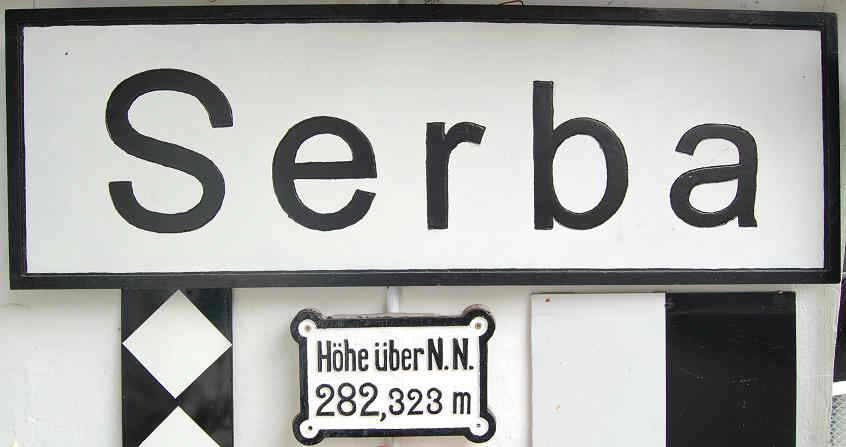 Serba
Höhe über N.N.
282,323 m